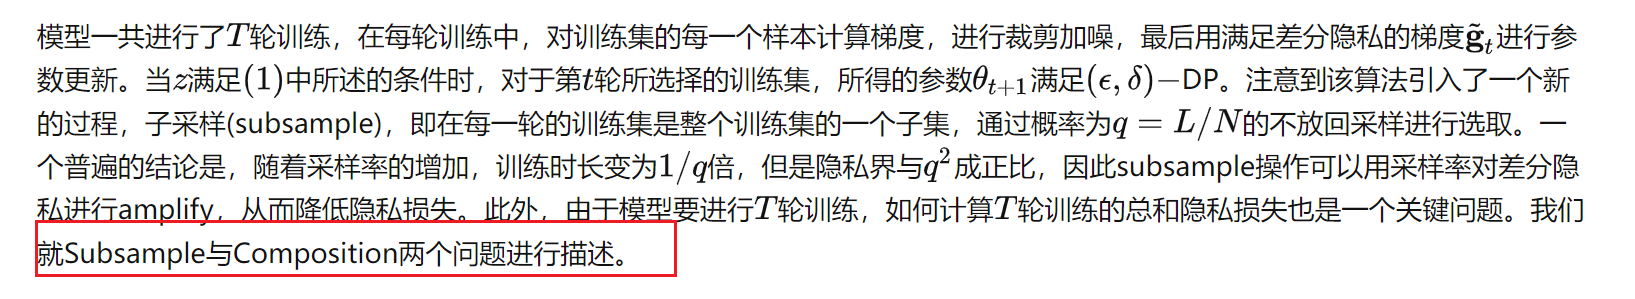 模型一共进行了T轮训练，在每轮训练中，对训练集的每一个样本计算梯度，进行裁剪加噪，最后用满足差分隐私的梯度g̃ₜ进行参
数更新。当z满足(1)中所述的条件时，对于第t轮所选择的训练集，所得的参数θₜ₊₁满足(ϵ, δ)−DP。注意到该算法引入了一个新
的过程，子采样(subsample)，即在每一轮的训练集是整个训练集的一个子集，通过概率为q = L/N的不放回采样进行选取。一
个普遍的结论是，随着采样率的增加，训练时长变为1/q倍，但是隐私界与q²成正比，因此subsample操作可以用采样率对差分隐
私进行amplify，从而降低隐私损失。此外，由于模型要进行T轮训练，如何计算T轮训练的总和隐私损失也是一个关键问题。我们
就Subsample与Composition两个问题进行描述。